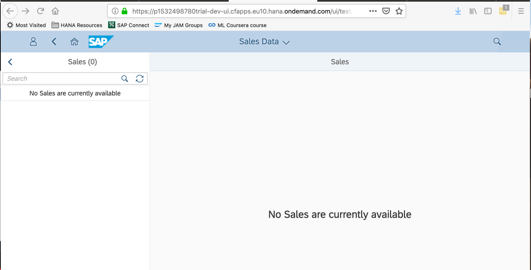 https://p1532498780trial-dev-ui.cfapps.eu10.hana.ondemand.com/ui/tes
Most Visited HANA Resources SAP Connect My JAM Groups ML Coursera course
SAP Sales Data
Sales (0) Sales
Search
No Sales are currently available
No Sales are currently available